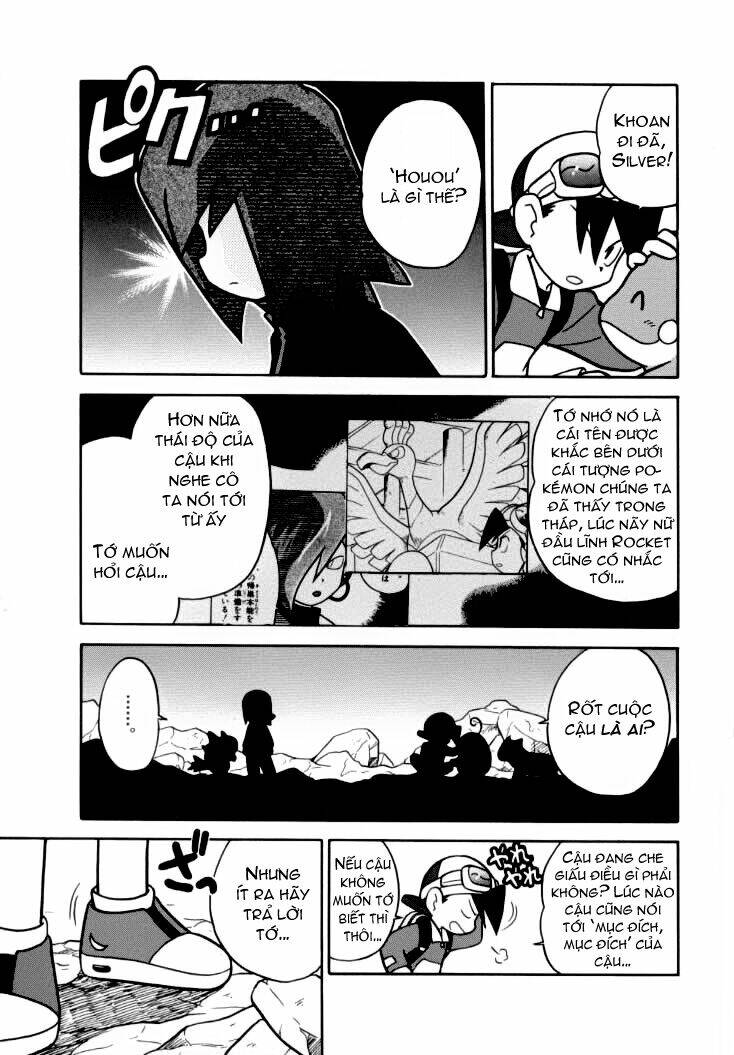 KHOAN
ĐI ĐÃ,
SILVER!
'HOUOU'
LÀ GÌ THẾ?
ピク
TỚ NHỚ NÓ LÀ
CÁI TÊN ĐƯỢC
KHẮC BÊN DƯỚI
CÁI TƯỢNG PO-
KÉMON CHÚNG TA
ĐÃ THẤY TRONG
THÁP, LÚC NÃY NỮ
ĐẦU LĨNH ROCKET
CŨNG CÓ NHẮC
TỚI...
HƠN NỮA
THÁI ĐỘ CỦA
CẬU KHI
NGHE CÔ
TA NÓI TỚI
TỪ ẤY
TỚ MUỐN
HỎI CẬU...
RỐT CUỘC
CẬU LÀ AI?
......
CẬU ĐANG CHE
GIẤU ĐIỀU GÌ PHẢI
KHÔNG? LÚC NÀO
CẬU CŨNG NÓI
TỚI 'MỤC ĐÍCH,
MỤC ĐÍCH' CỦA
CẬU...
やれ
やれ
NẾU CẬU
KHÔNG
MUỐN TỚ
BIẾT THÌ
THÔI...
NHƯNG
ÍT RA HÃY
TRẢ LỜI
TỚ...